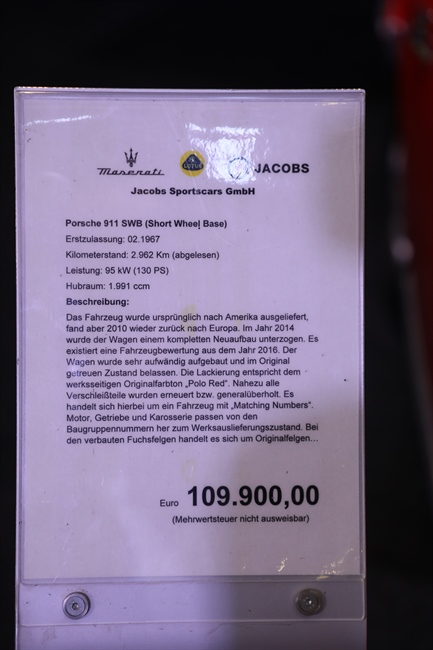 Maserati LOTUS JACOBS
Jacobs Sportscars GmbH
Porsche 911 SWB (Short Wheel Base)
Erstzulassung: 02.1967
Kilometerstand: 2.962 Km (abgelesen)
Leistung: 95 kW (130 PS)
Hubraum: 1.991 ccm
Beschreibung:
Das Fahrzeug wurde ursprünglich nach Amerika ausgeliefert,
fand aber 2010 wieder zurück nach Europa. Im Jahr 2014
wurde der Wagen einem kompletten Neuaufbau unterzogen. Es
existiert eine Fahrzeugbewertung aus dem Jahr 2016. Der
Wagen wurde sehr aufwändig aufgebaut und im Original
getreuen Zustand belassen. Die Lackierung entspricht dem
werksseitigen Originalfarbton „Polo Red“. Nahezu alle
Verschleißteile wurden erneuert bzw. generalüberholt. Es
handelt sich hierbei um ein Fahrzeug mit „Matching Numbers“.
Motor, Getriebe und Karosserie passen von den
Baugruppennummern her zum Werksauslieferungszustand. Bei
den verbauten Fuchsfelgen handelt es sich um Originalfelgen...
Euro 109.900,00
(Mehrwertsteuer nicht ausweisbar)